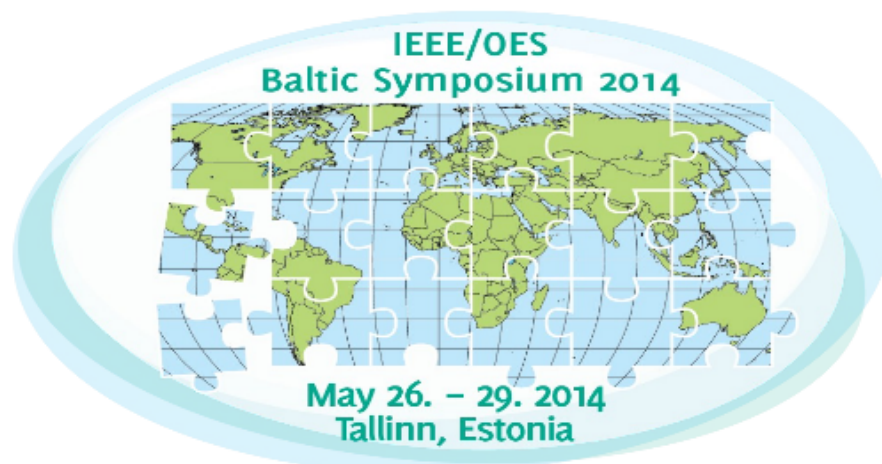 IEEE/OES
Baltic Symposium 2014
May 26. – 29. 2014
Tallinn, Estonia